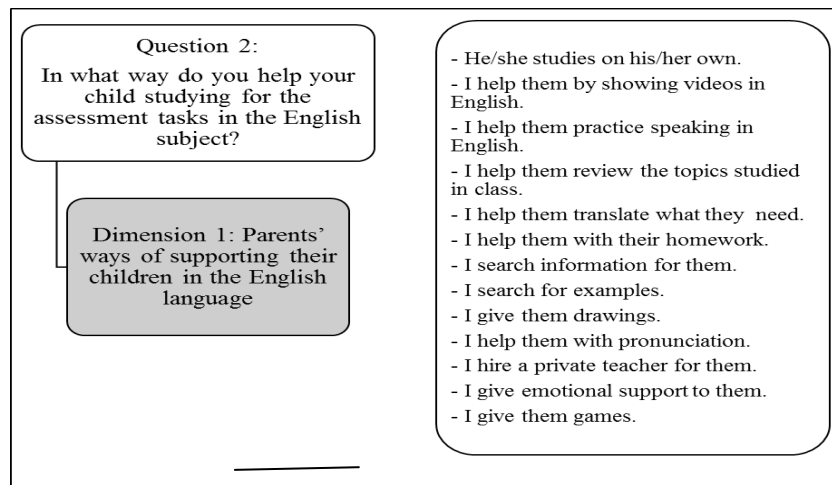 Question 2:
In what way do you help your
child studying for the
assessment tasks in the English
subject?
Dimension 1: Parents’
ways of supporting their
children in the English
language
- He/she studies on his/her own.
- I help them by showing videos in
English.
- I help them practice speaking in
English.
- I help them review the topics studied
in class.
- I help them translate what they need.
- I help them with their homework.
- I search information for them.
- I search for examples.
- I give them drawings.
- I help them with pronunciation.
- I hire a private teacher for them.
- I give emotional support to them.
- I give them games.